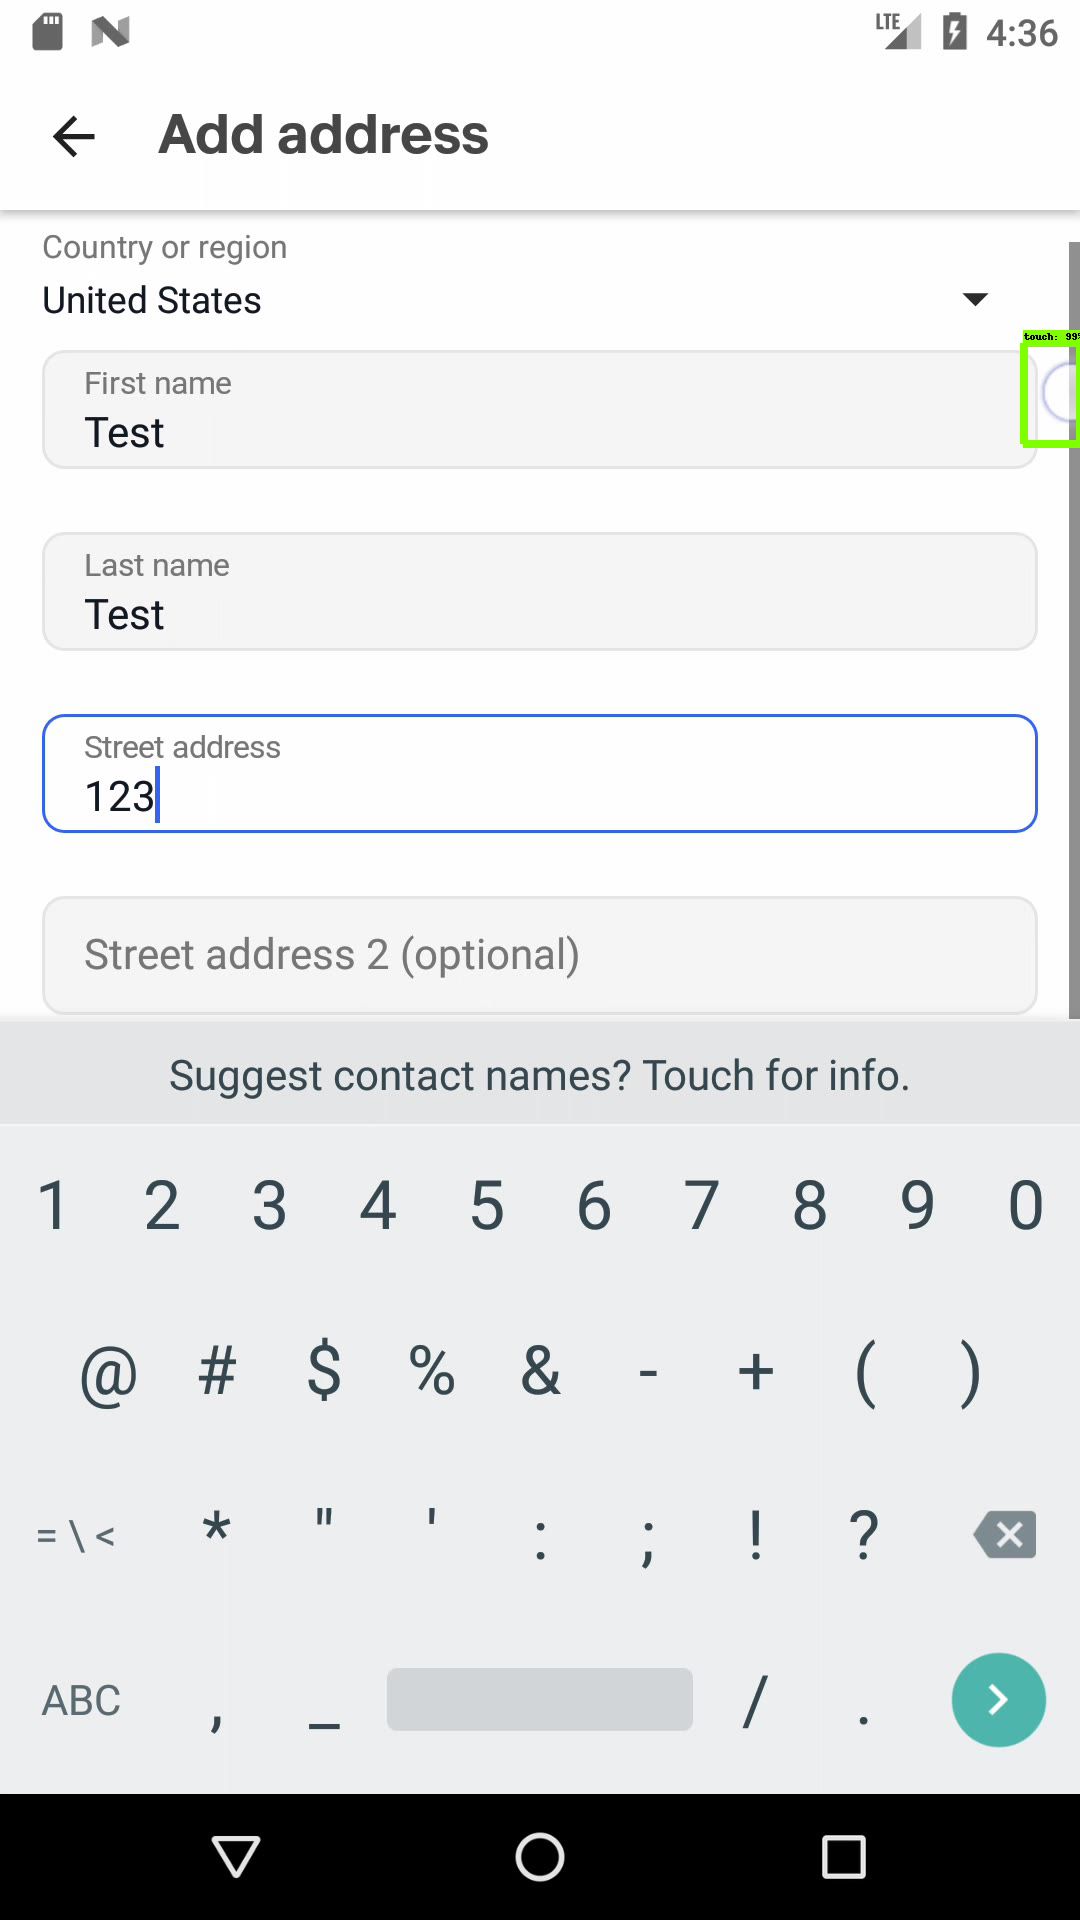 LTE 4:36
Add address
Country or region
United States
touch: 99%
First name
Test
Last name
Test
Street address
123
Street address 2 (optional)
Suggest contact names? Touch for info.
1 2 3 4 5 6 7 8 9 0
@ # $ % & - + ( )
= \ < * " ' : ; ! ?
ABC , _ / .